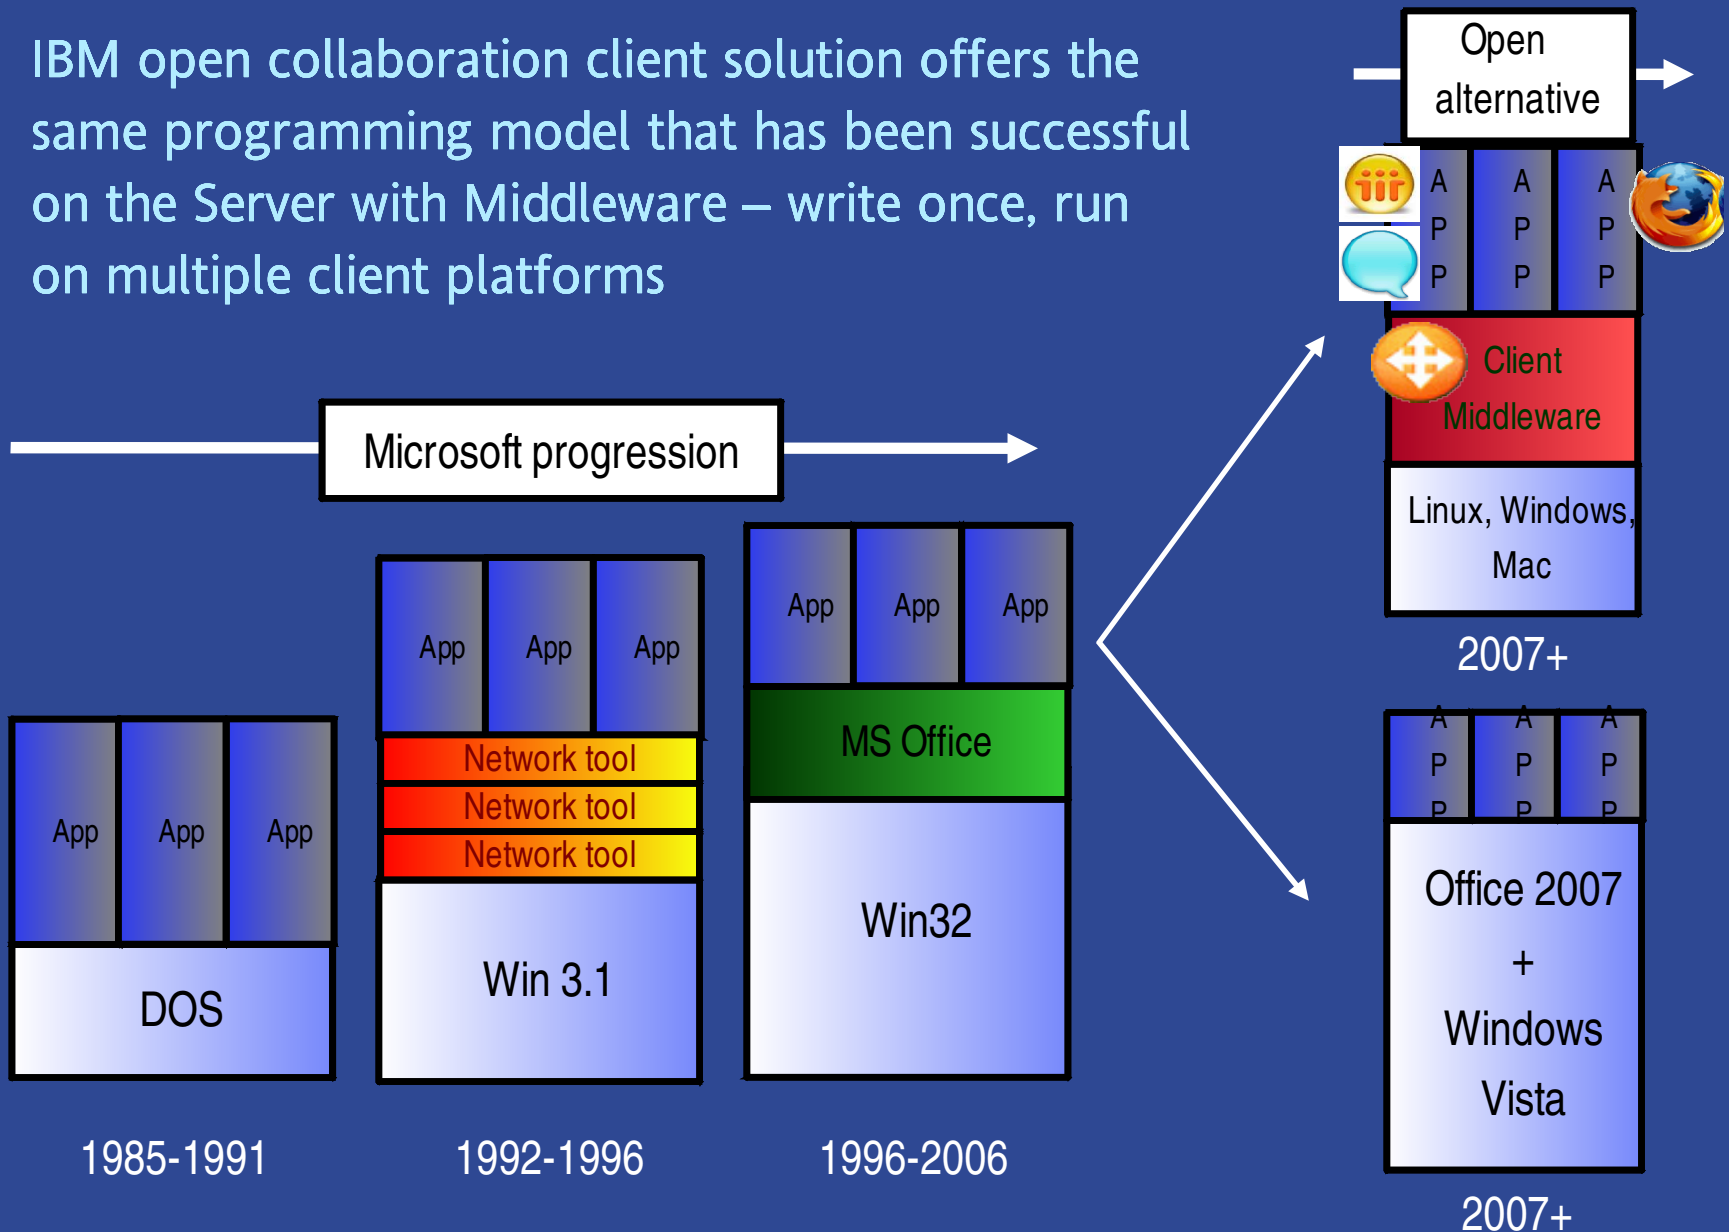 IBM open collaboration client solution offers the
same programming model that has been successful
on the Server with Middleware – write once, run
on multiple client platforms
Open
alternative
A A A
P P P
P P P
Client
Middleware
Linux, Windows,
Mac
2007+
Microsoft progression
App App App
DOS
1985-1991
App App App
Network tool
Network tool
Network tool
Win 3.1
1992-1996
App App App
MS Office
Win32
1996-2006
A A A
P P P
P P P
Office 2007
+
Windows
Vista
2007+